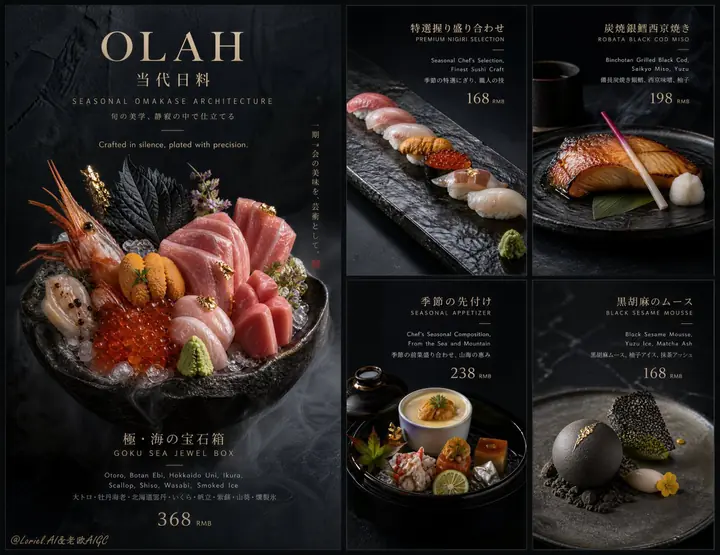 OLAH
当代日料
SEASONAL OMAKASE ARCHITECTURE
旬の美学、静寂の中で仕立てる
Crafted in silence, plated with precision.
一期一会の美味を、芸術として。
極・海の宝石箱
GOKU SEA JEWEL BOX
Otoro, Botan Ebi, Hokkaido Uni, Ikura,
Scallop, Shiso, Wasabi, Smoked Ice
大トロ・牡丹海老・北海道雲丹・いくら・帆立・紫蘇・山葵・燻製氷
368 RMB
@Loriel.AI&老欧AIGC
特選握り盛り合わせ
PREMIUM NIGIRI SELECTION
Seasonal Chef's Selection,
Finest Sushi Craft
季節の特選にぎり、職人の技
168 RMB
炭焼銀鱈西京焼き
ROBATA BLACK COD MISO
Binchotan Grilled Black Cod,
Saikyo Miso, Yuzu
備長炭焼き銀鱈、西京味噌、柚子
198 RMB
季節の先付け
SEASONAL APPETIZER
Chef's Seasonal Composition,
From the Sea and Mountain
季節の前菜盛り合わせ、山海の恵み
238 RMB
黒胡麻のムース
BLACK SESAME MOUSSE
Black Sesame Mousse,
Yuzu Ice, Matcha Ash
黒胡麻ムース、柚子アイス、抹茶アッシュ
168 RMB